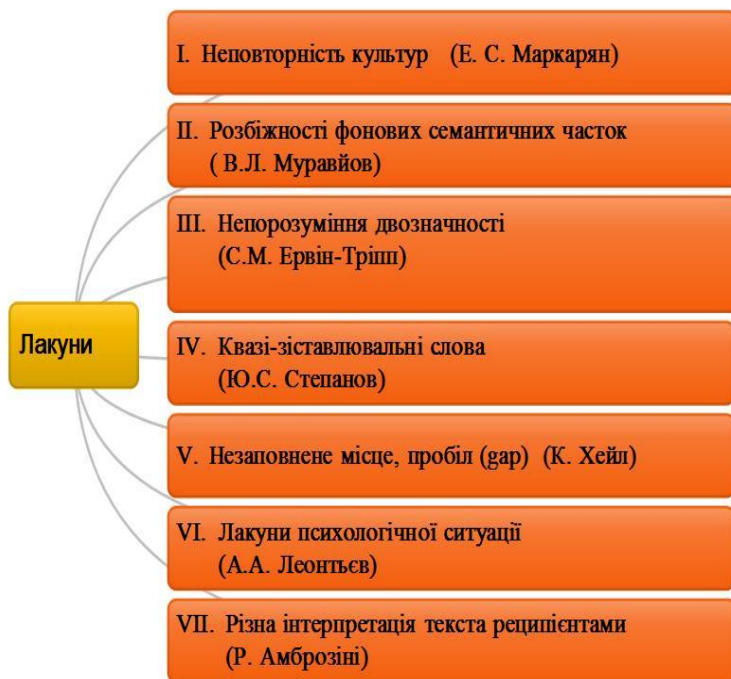 I. Неповторність культур (Е. С. Маркарян)
II. Розбіжності фонових семантичних часток
( В.Л. Муравйов)
III. Непорозуміння двозначності
(С.М. Ервін-Тріпп)
Лакуни
IV. Квазі-зіставлювальні слова
(Ю.С. Степанов)
V. Незаповнене місце, пробіл (gap) (К. Хейл)
VI. Лакуни психологічної ситуації
(А.А. Леонтьєв)
VII. Різна інтерпретація текста реципієнтами
(Р. Амброзіні)